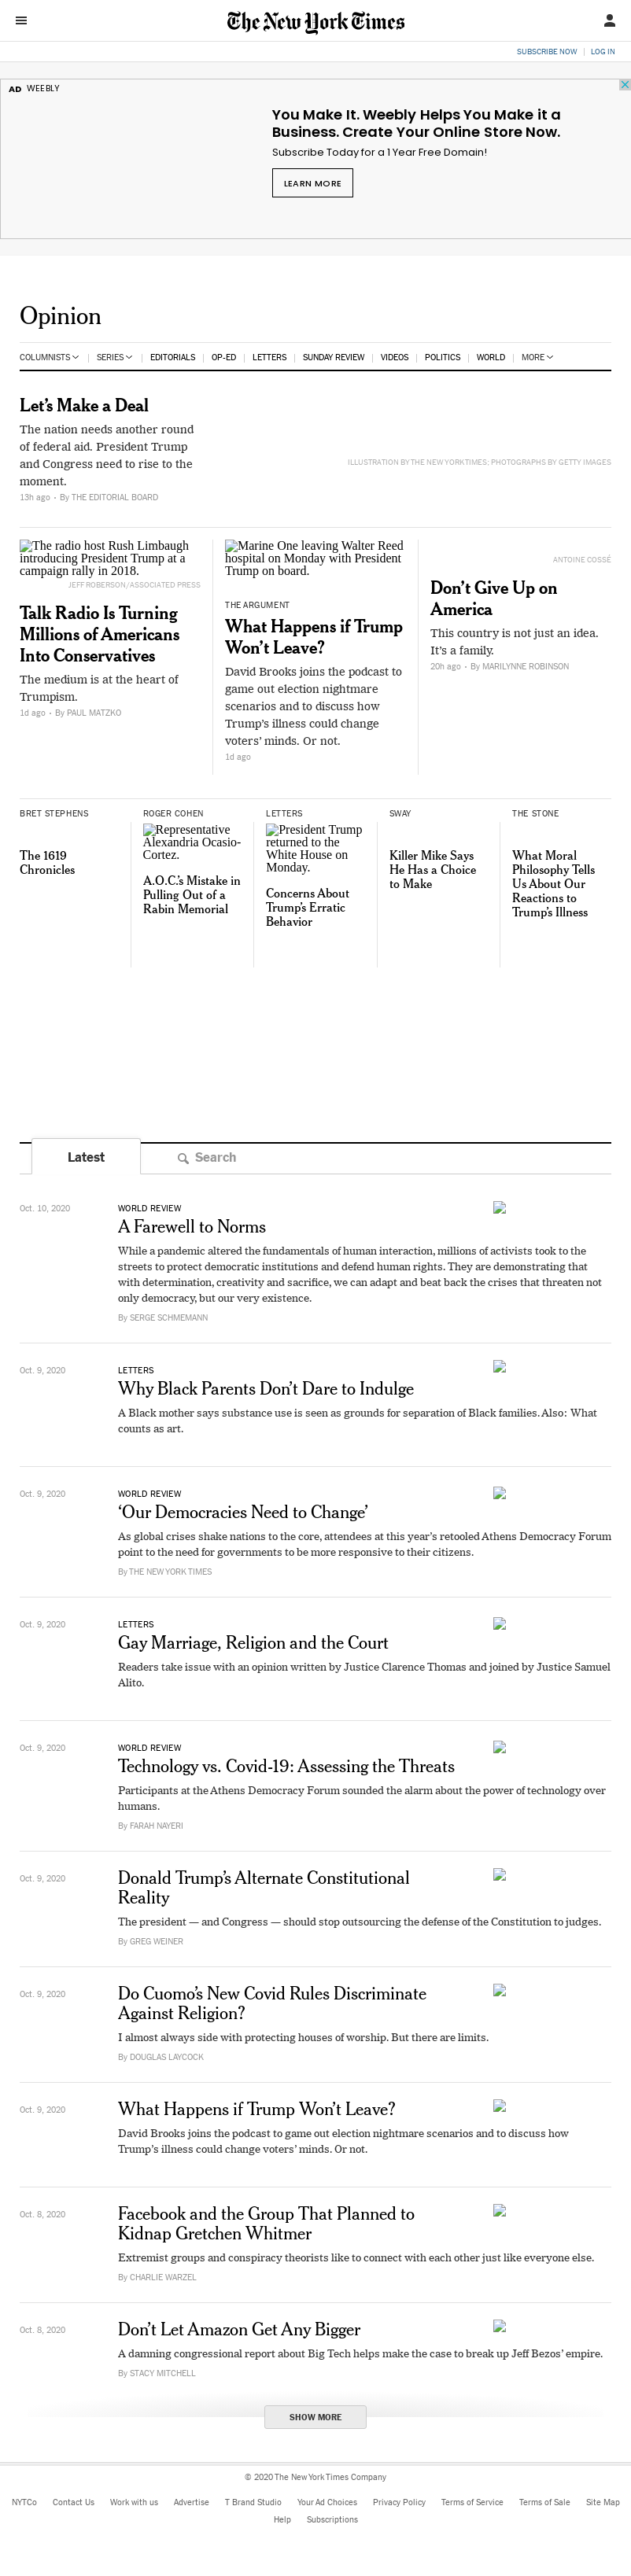 The New York Times
SUBSCRIBE NOW | LOG IN
AD WEEKLY
You Make It. Weekly Helps You Make it a
Business. Create Your Online Store Now.
Subscribe Today for a 1 Year Free Domain!
LEARN MORE
Opinion
COLUMNISTS | SERIES | EDITORIALS | OP-ED | LETTERS | SUNDAY REVIEW | VIDEOS | POLITICS | WORLD | MORE
Let's Make a Deal
The nation needs another round
of federal aid. President Trump
and Congress need to rise to the
moment.
13h ago • By THE EDITORIAL BOARD
ILLUSTRATION BY THE NEW YORK TIMES; PHOTOGRAPHS BY GETTY IMAGES
The radio host Rush Limbaugh
introducing President Trump at a
campaign rally in 2018.
JEFF ROBERSON/ASSOCIATED PRESS
Talk Radio Is Turning
Millions of Americans
Into Conservatives
The medium is at the heart of
Trumpism.
1d ago • By PAUL MATZKO
Marine One leaving Walter Reed
hospital on Monday with President
Trump on board.
THE ARGUMENT
What Happens if Trump
Won't Leave?
David Brooks joins the podcast to
game out election nightmare
scenarios and to discuss how
Trump's illness could change
voters' minds. Or not.
1d ago
ANTOINE COSSÉ
Don't Give Up on
America
This country is not just an idea.
It's a family.
20h ago • By MARILYNNE ROBINSON
BRET STEPHENS
The 1619
Chronicles
ROGER COHEN
Representative
Alexandria Ocasio-
Cortez.
A.O.C.'s Mistake in
Pulling Out of a
Rabin Memorial
LETTERS
President Trump
returned to the
White House on
Monday.
Concerns About
Trump's Erratic
Behavior
SWAY
Killer Mike Says
He Has a Choice
to Make
THE STONE
What Moral
Philosophy Tells
Us About Our
Reactions to
Trump's Illness
Latest
Search
Oct. 10, 2020
WORLD REVIEW
A Farewell to Norms
While a pandemic altered the fundamentals of human interaction, millions of activists took to the
streets to protect democratic institutions and defend human rights. They are demonstrating that
with determination, creativity and sacrifice, we can adapt and beat back the crises that threaten not
only democracy, but our very existence.
By SERGE SCHMEMANN
Oct. 9, 2020
LETTERS
Why Black Parents Don't Dare to Indulge
A Black mother says substance use is seen as grounds for separation of Black families. Also: What
counts as art.
Oct. 9, 2020
WORLD REVIEW
'Our Democracies Need to Change'
As global crises shake nations to the core, attendees at this year's retooled Athens Democracy Forum
point to the need for governments to be more responsive to their citizens.
By THE NEW YORK TIMES
Oct. 9, 2020
LETTERS
Gay Marriage, Religion and the Court
Readers take issue with an opinion written by Justice Clarence Thomas and joined by Justice Samuel
Alito.
Oct. 9, 2020
WORLD REVIEW
Technology vs. Covid-19: Assessing the Threats
Participants at the Athens Democracy Forum sounded the alarm about the power of technology over
humans.
By FARAH NAYERI
Oct. 9, 2020
Donald Trump's Alternate Constitutional
Reality
The president — and Congress — should stop outsourcing the defense of the Constitution to judges.
By GREG WEINER
Oct. 9, 2020
Do Cuomo's New Covid Rules Discriminate
Against Religion?
I almost always side with protecting houses of worship. But there are limits.
By DOUGLAS LAYCOCK
Oct. 9, 2020
What Happens if Trump Won't Leave?
David Brooks joins the podcast to game out election nightmare scenarios and to discuss how
Trump's illness could change voters' minds. Or not.
Oct. 8, 2020
Facebook and the Group That Planned to
Kidnap Gretchen Whitmer
Extremist groups and conspiracy theorists like to connect with each other just like everyone else.
By CHARLIE WARZEL
Oct. 8, 2020
Don't Let Amazon Get Any Bigger
A damning congressional report about Big Tech helps make the case to break up Jeff Bezos' empire.
By STACY MITCHELL
SHOW MORE
© 2020 The New York Times Company
NYTCo Contact Us Work with us Advertise T Brand Studio Your Ad Choices Privacy Policy Terms of Service Terms of Sale Site Map
Help Subscriptions